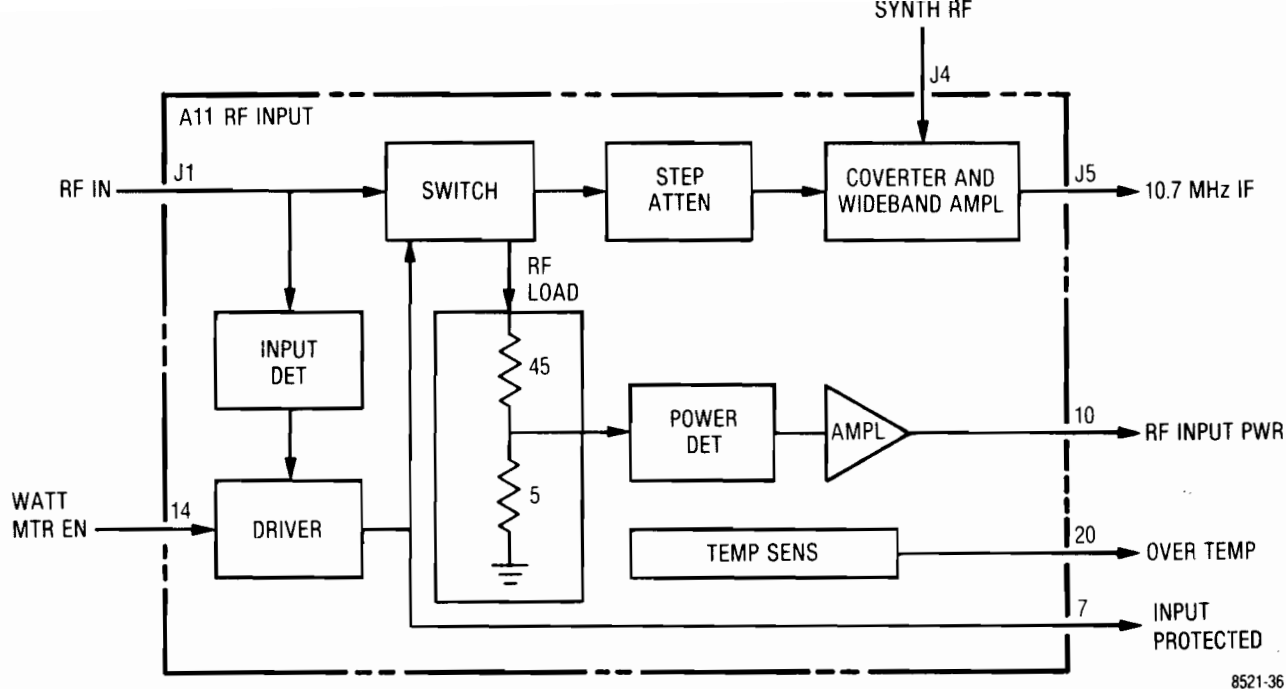 SYNTH RF
J4
A11 RF INPUT
RF IN
J1
SWITCH
STEP
ATTEN
COVERTER AND
WIDEBAND AMPL
J5
10.7 MHz IF
RF
LOAD
INPUT
DET
45
POWER
DET
AMPL
10
RF INPUT PWR
5
WATT
MTR EN
14
DRIVER
TEMP SENS
20
OVER TEMP
7
INPUT
PROTECTED
8521-36